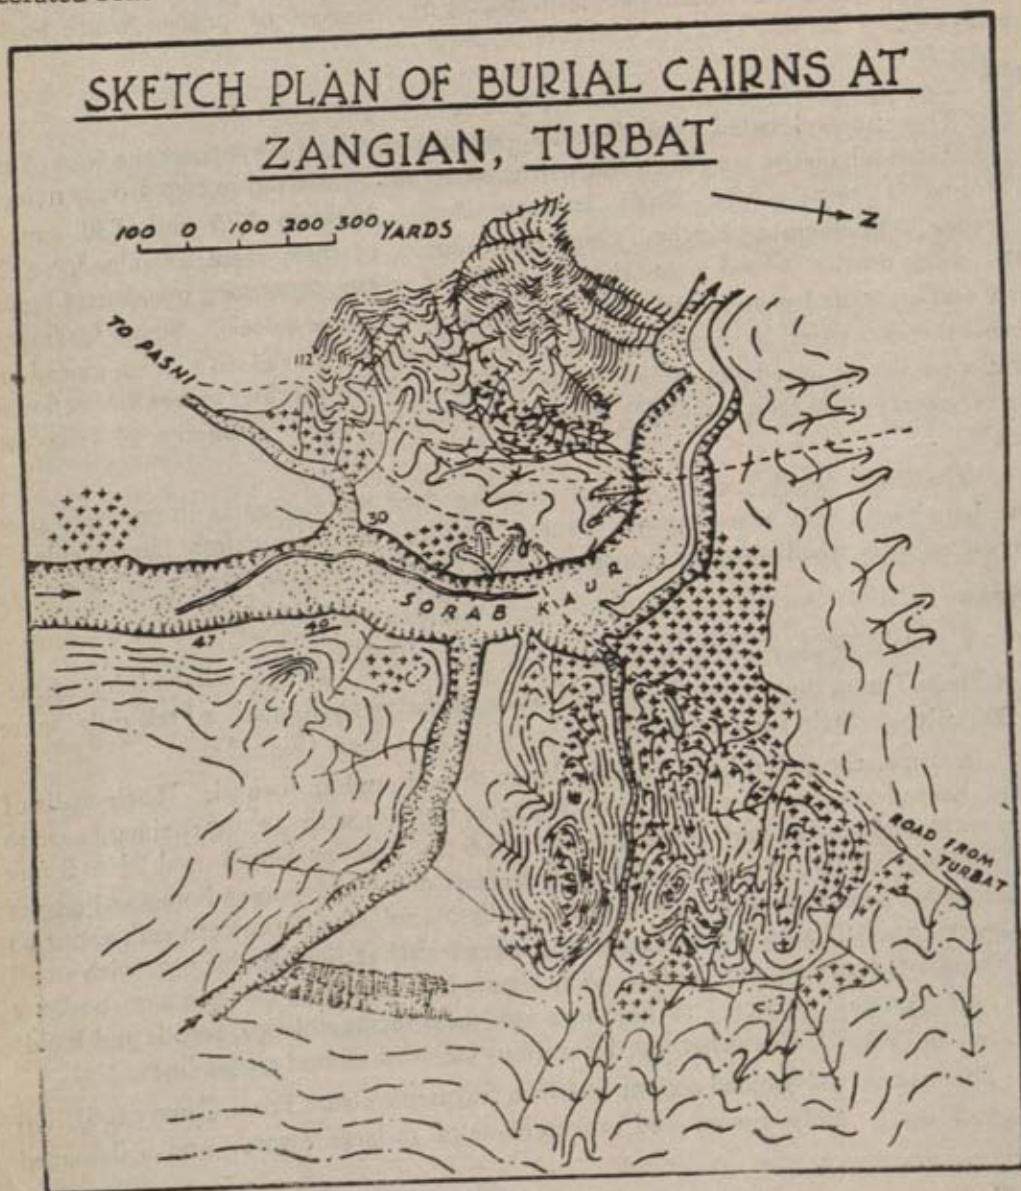 SKETCH PLAN OF BURIAL CAIRNS AT
ZANGIAN, TURBAT
100 0 100 200 300 YARDS
N
TO PASNI
112
30
SORAB KAUR
47
40
ROAD FROM
TURBAT